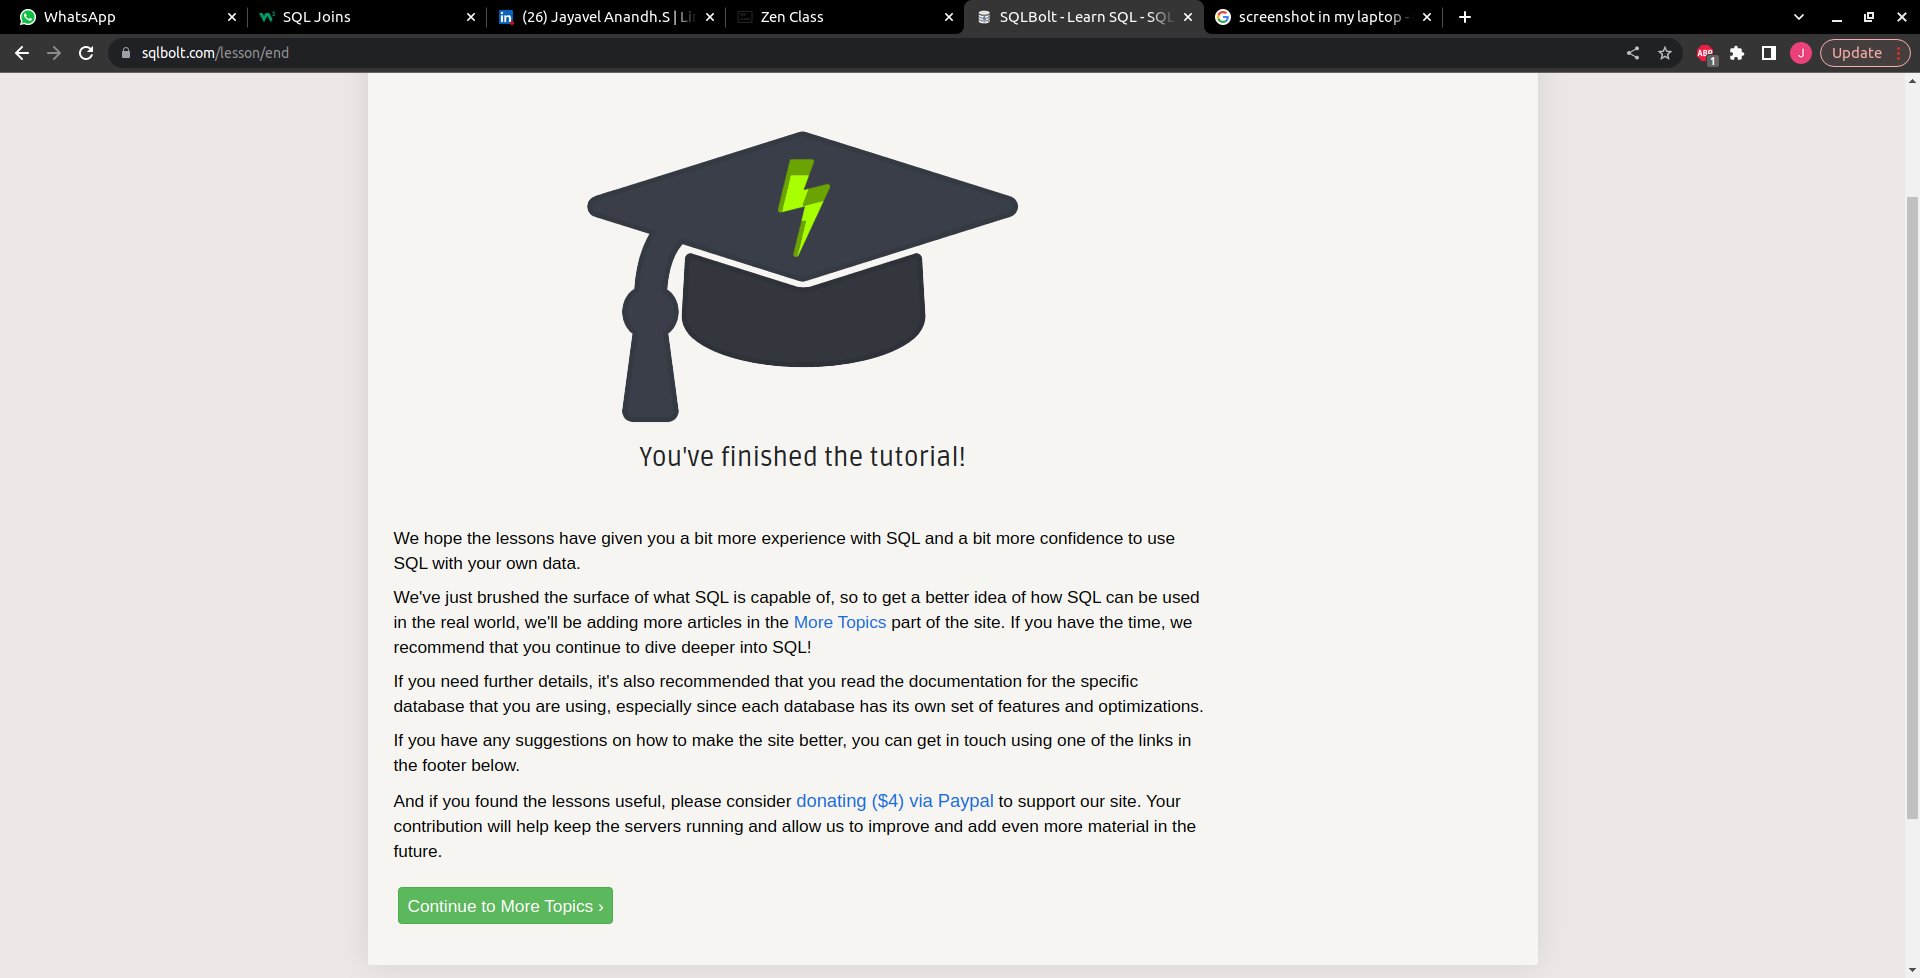 WhatsApp
SQL Joins
(26) Jayavel Anandh.S | Lin
Zen Class
SQLBolt - Learn SQL - SQL
screenshot in my laptop -
sqlbolt.com/lesson/end
ABP
1
J
Update
You've finished the tutorial!
We hope the lessons have given you a bit more experience with SQL and a bit more confidence to use
SQL with your own data.
We've just brushed the surface of what SQL is capable of, so to get a better idea of how SQL can be used
in the real world, we'll be adding more articles in the More Topics part of the site. If you have the time, we
recommend that you continue to dive deeper into SQL!
If you need further details, it's also recommended that you read the documentation for the specific
database that you are using, especially since each database has its own set of features and optimizations.
If you have any suggestions on how to make the site better, you can get in touch using one of the links in
the footer below.
And if you found the lessons useful, please consider donating ($4) via Paypal to support our site. Your
contribution will help keep the servers running and allow us to improve and add even more material in the
future.
Continue to More Topics ›